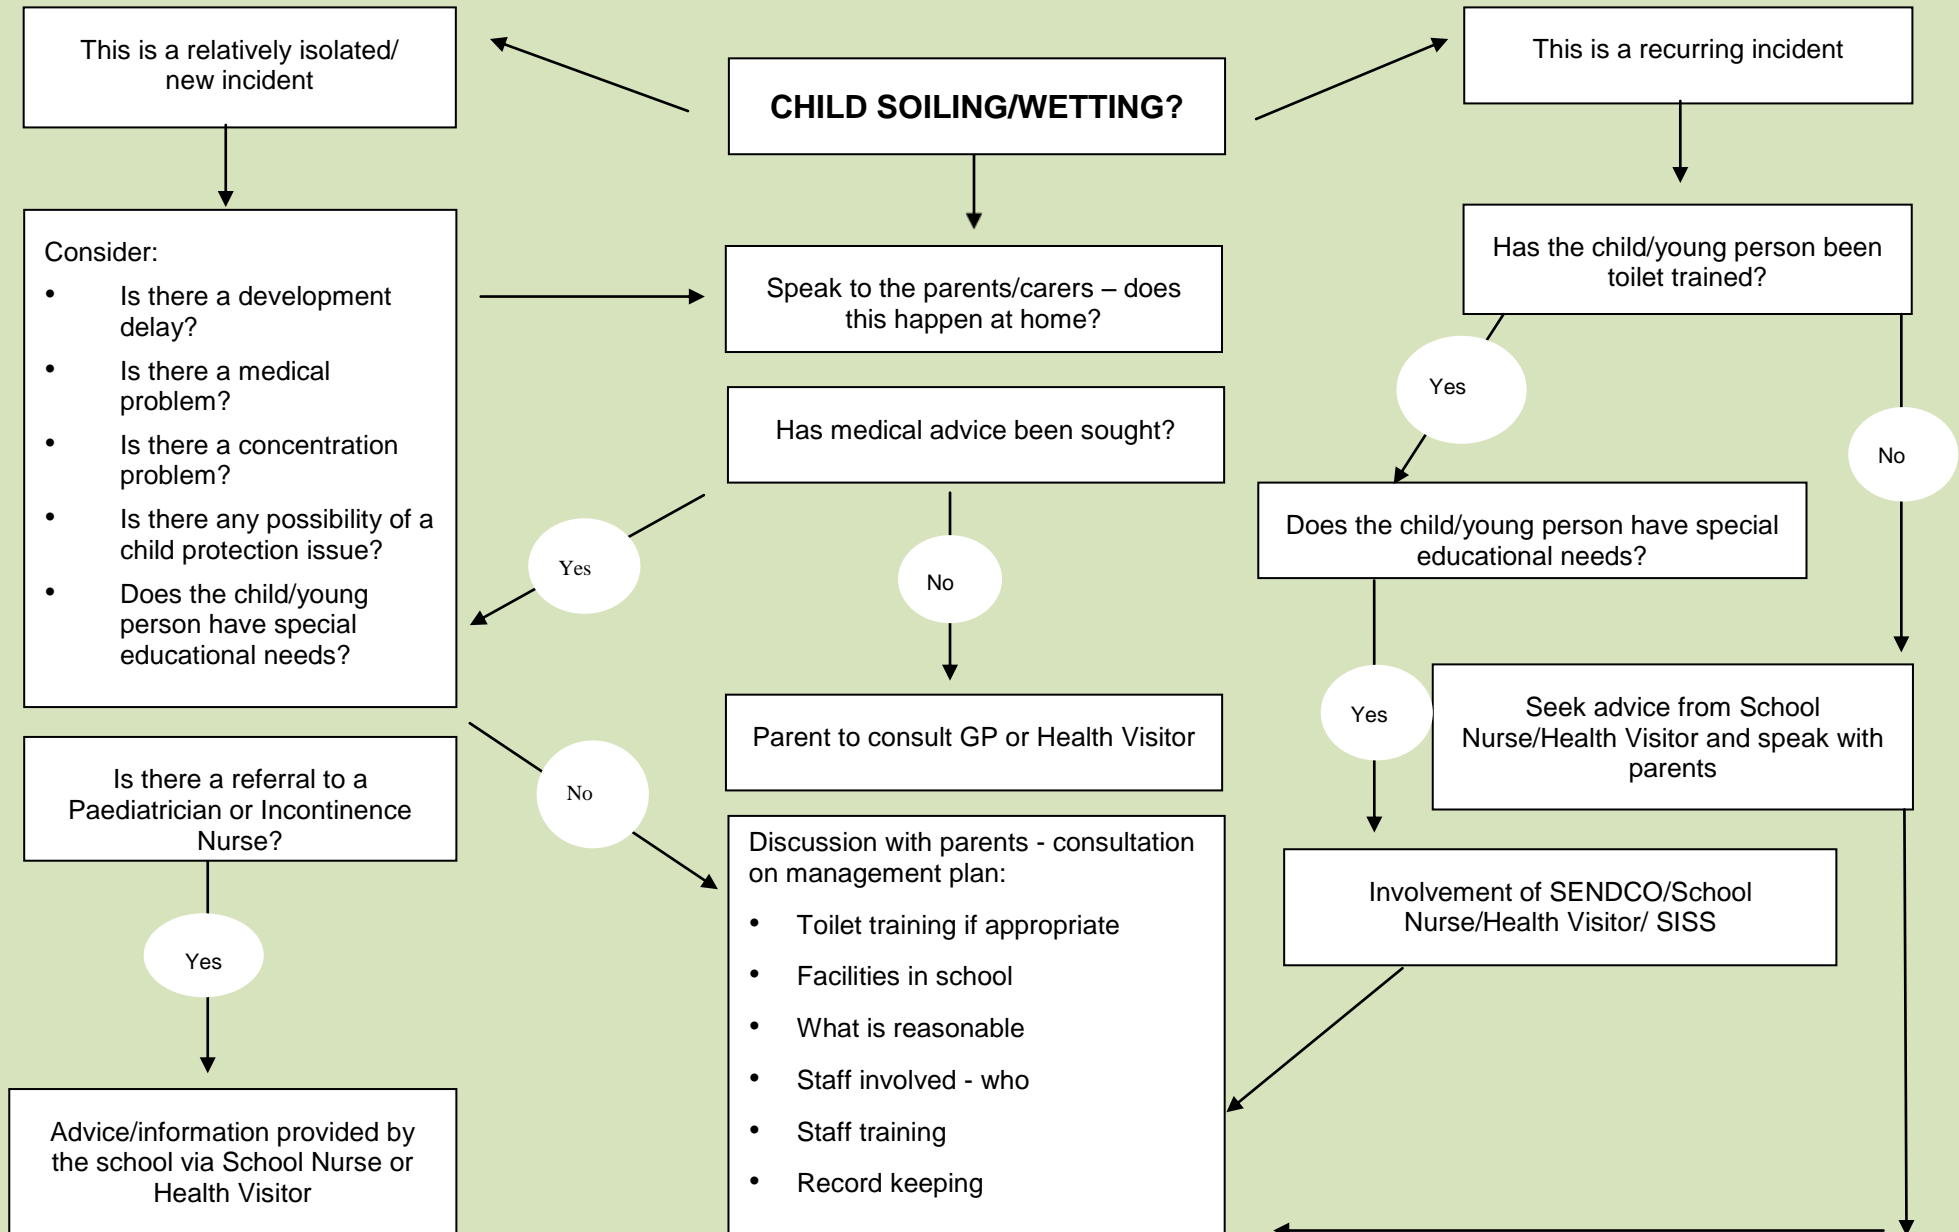 This is a relatively isolated/
new incident
CHILD SOILING/WETTING?
This is a recurring incident
Consider:
• Is there a development
delay?
• Is there a medical
problem?
• Is there a concentration
problem?
• Is there any possibility of a
child protection issue?
• Does the child/young
person have special
educational needs?
Speak to the parents/carers – does
this happen at home?
Has the child/young person been
toilet trained?
Yes
No
Has medical advice been sought?
Yes
No
Does the child/young person have special
educational needs?
Yes
Seek advice from School
Nurse/Health Visitor and speak with
parents
Parent to consult GP or Health Visitor
Is there a referral to a
Paediatrician or Incontinence
Nurse?
No
Yes
Discussion with parents - consultation
on management plan:
• Toilet training if appropriate
• Facilities in school
• What is reasonable
• Staff involved - who
• Staff training
• Record keeping
Involvement of SENDCO/School
Nurse/Health Visitor/ SISS
Advice/information provided by
the school via School Nurse or
Health Visitor